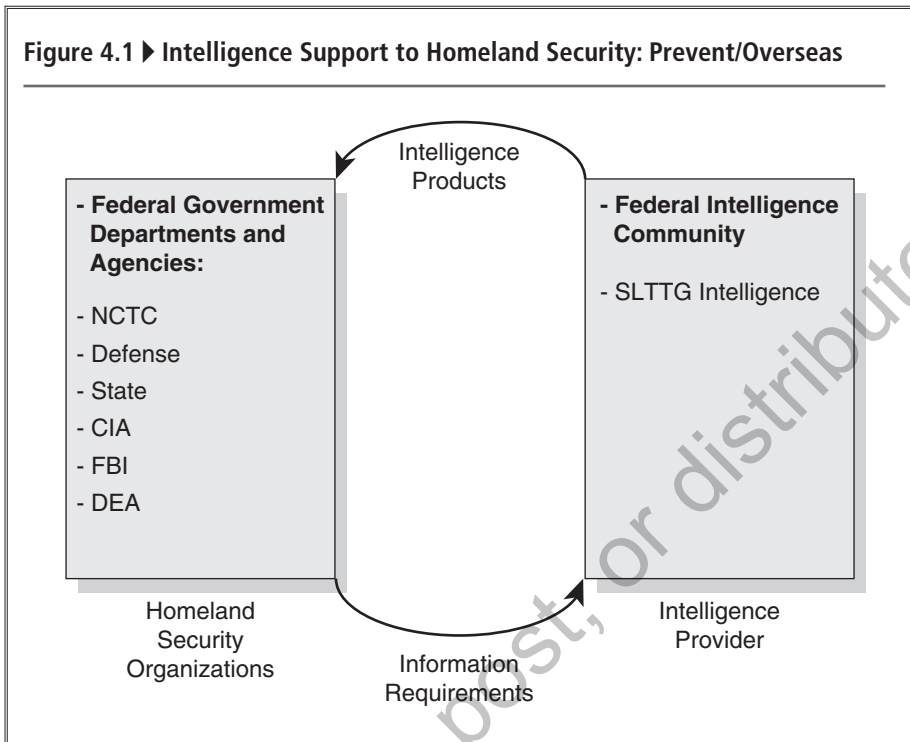 Figure 4.1 ▶ Intelligence Support to Homeland Security: Prevent/Overseas
Intelligence
Products
- Federal Government
Departments and
Agencies:
- NCTC
- Defense
- State
- CIA
- FBI
- DEA
- Federal Intelligence
Community
- SLTTG Intelligence
Homeland
Security
Organizations
Information
Requirements
Intelligence
Provider
post, or distribute